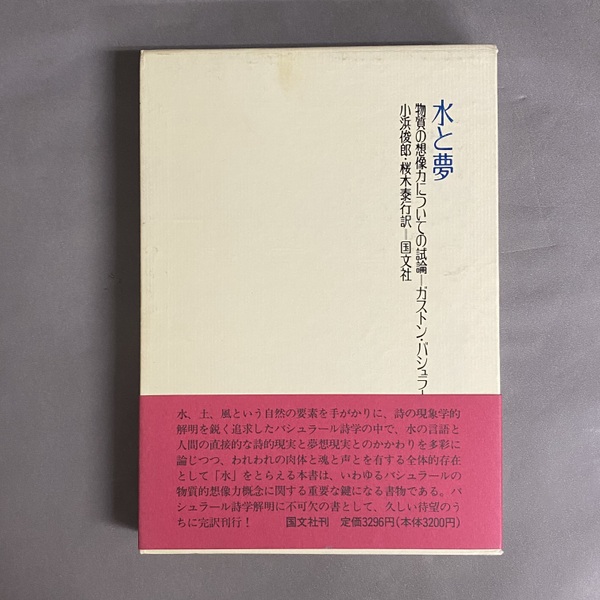 水と夢
物質の想像力についての試論—ガストン・バシュラー
小浜俊郎・桜木泰行訳—国文社
水、土、風という自然の要素を手がかりに、詩の現象学的
解明を鋭く追求したバシュラール詩学の中で、水の言語と
人間の直接的な詩的現実と夢想現実とのかかわりを多彩に
論じつつ、われわれの肉体と魂と声とを有する全体的存在
として「水」をとらえる本書は、いわゆるバシュラールの
物質的想像力概念に関する重要な鍵になる書物である。バ
シュラール詩学解明に不可欠の書として、久しい待望のう
ちに完訳刊行！ 国文社刊 定価3296円(本体3200円)